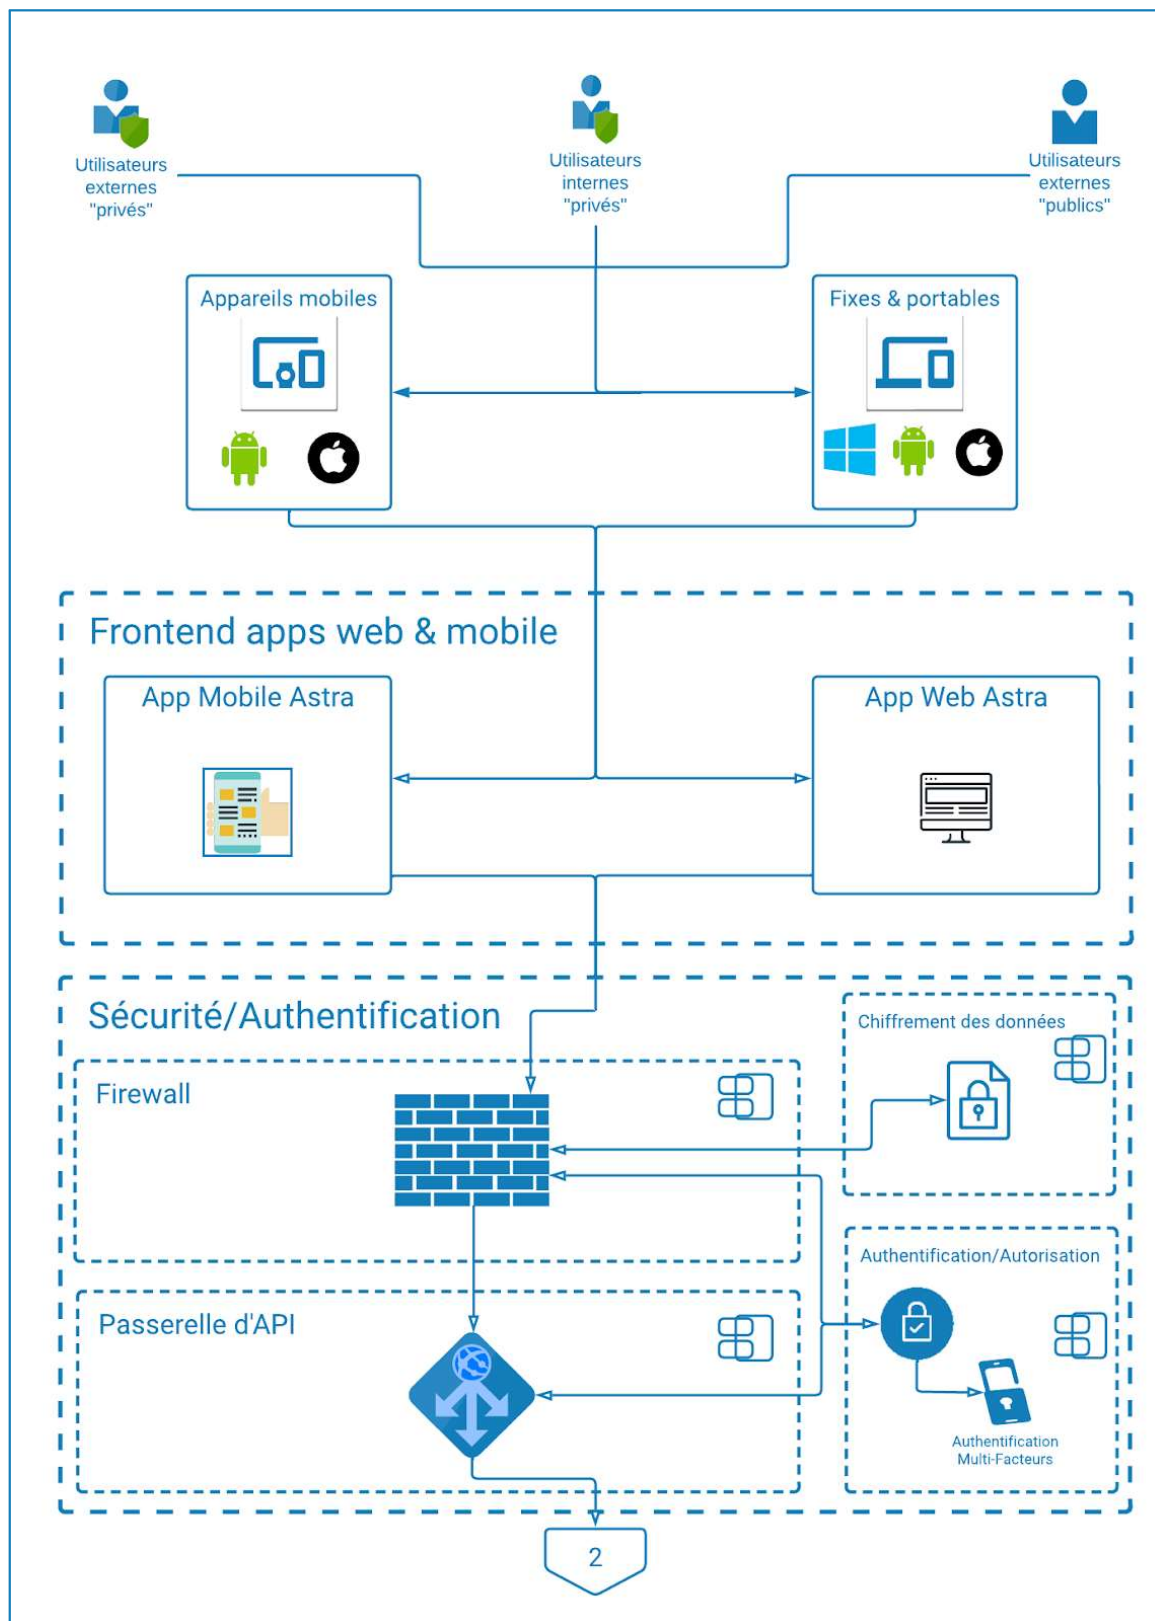 Utilisateurs
externes
"privés"
Utilisateurs
internes
"privés"
Utilisateurs
externes
"publics"
Appareils mobiles
Fixes & portables
Frontend apps web & mobile
App Mobile Astra
App Web Astra
Sécurité/Authentification
Chiffrement des données
Firewall
Authentification/Autorisation
Passerelle d'API
Authentification
Multi-Facteurs
2